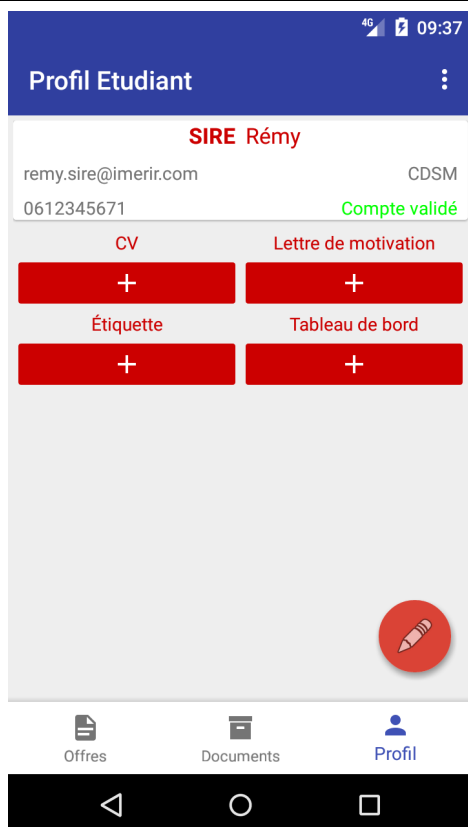 4G 09:37
Profil Etudiant
SIRE Rémy
remy.sire@imerir.com CDSM
0612345671 Compte validé
CV Lettre de motivation
+ +
Étiquette Tableau de bord
+ +
Offres Documents Profil